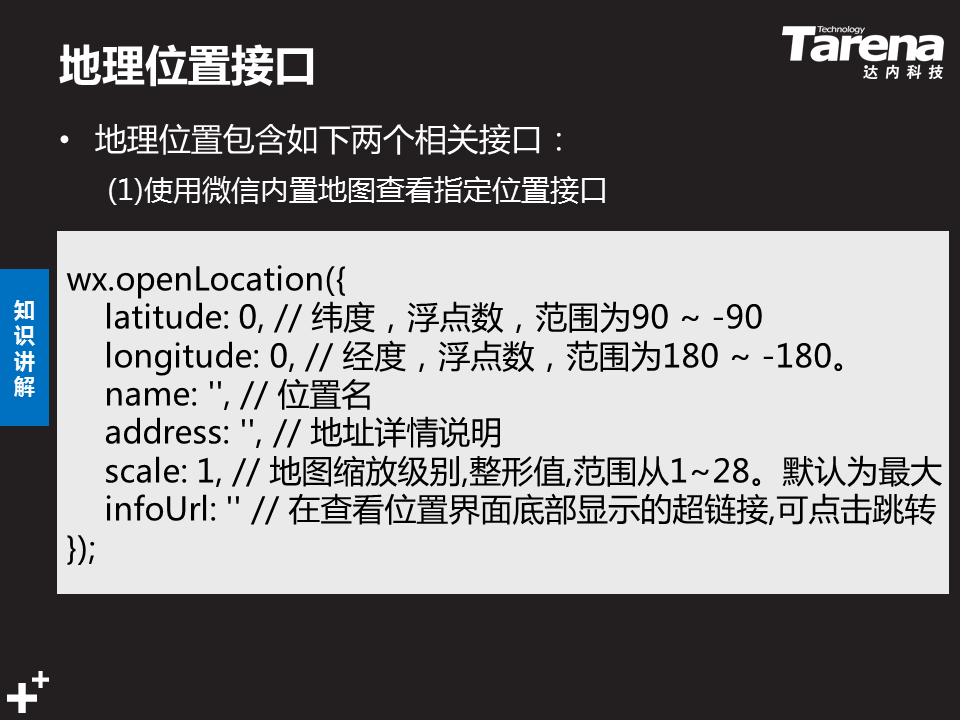 地理位置接口
Technology
Tarena
达内科技
• 地理位置包含如下两个相关接口：
(1)使用微信内置地图查看指定位置接口
知识讲解
wx.openLocation({
latitude: 0, // 纬度，浮点数，范围为90 ~ -90
longitude: 0, // 经度，浮点数，范围为180 ~ -180。
name: '', // 位置名
address: '', // 地址详情说明
scale: 1, // 地图缩放级别,整形值,范围从1~28。默认为最大
infoUrl: '' // 在查看位置界面底部显示的超链接,可点击跳转
});